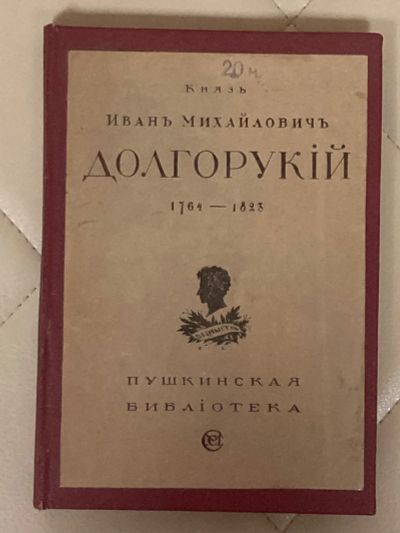 20 м.
Князь
Иванъ Михайловичъ
ДОЛГОРУКІЙ
1764 — 1823
ПУШКИНСКАЯ
БИБЛІОТЕКА